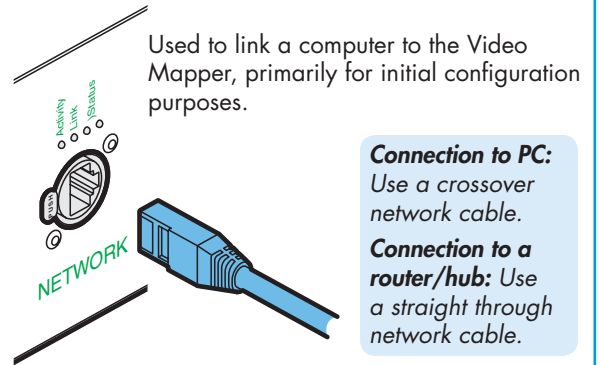 Used to link a computer to the Video
Mapper, primarily for initial configuration
purposes.
Activity
Link
)Status
PUSH
NETWORK
Connection to PC:
Use a crossover
network cable.
Connection to a
router/hub: Use
a straight through
network cable.